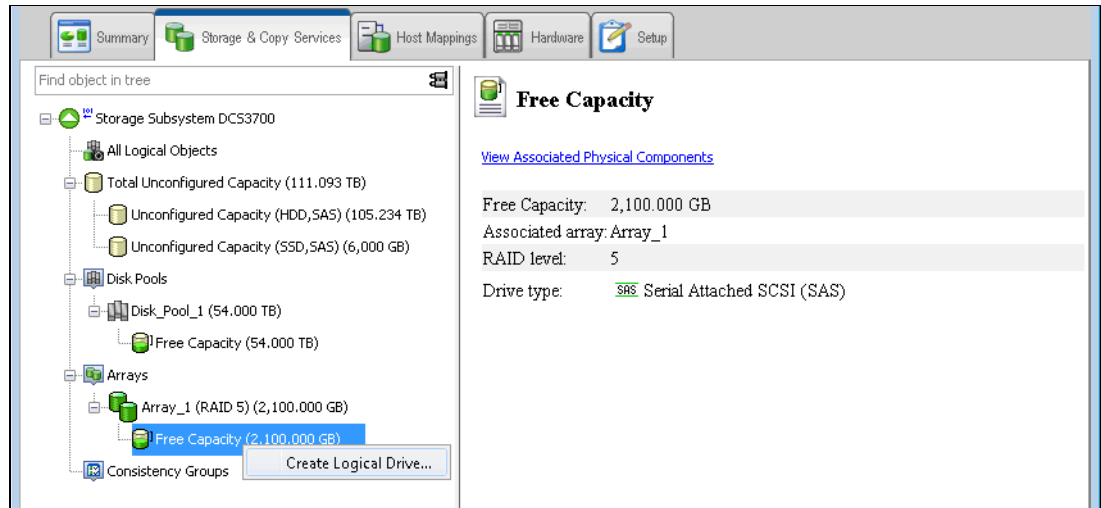 Summary Storage & Copy Services Host Mappings Hardware Setup
Find object in tree
Storage Subsystem DCS3700
All Logical Objects
Total Unconfigured Capacity (111.093 TB)
Unconfigured Capacity (HDD,SAS) (105.234 TB)
Unconfigured Capacity (SSD,SAS) (6,000 GB)
Disk Pools
Disk_Pool_1 (54.000 TB)
Free Capacity (54.000 TB)
Arrays
Array_1 (RAID 5) (2,100.000 GB)
Free Capacity (2,100.000 GB)
Create Logical Drive...
Consistency Groups
Free Capacity
View Associated Physical Components
Free Capacity: 2,100.000 GB
Associated array: Array_1
RAID level: 5
Drive type: SAS Serial Attached SCSI (SAS)